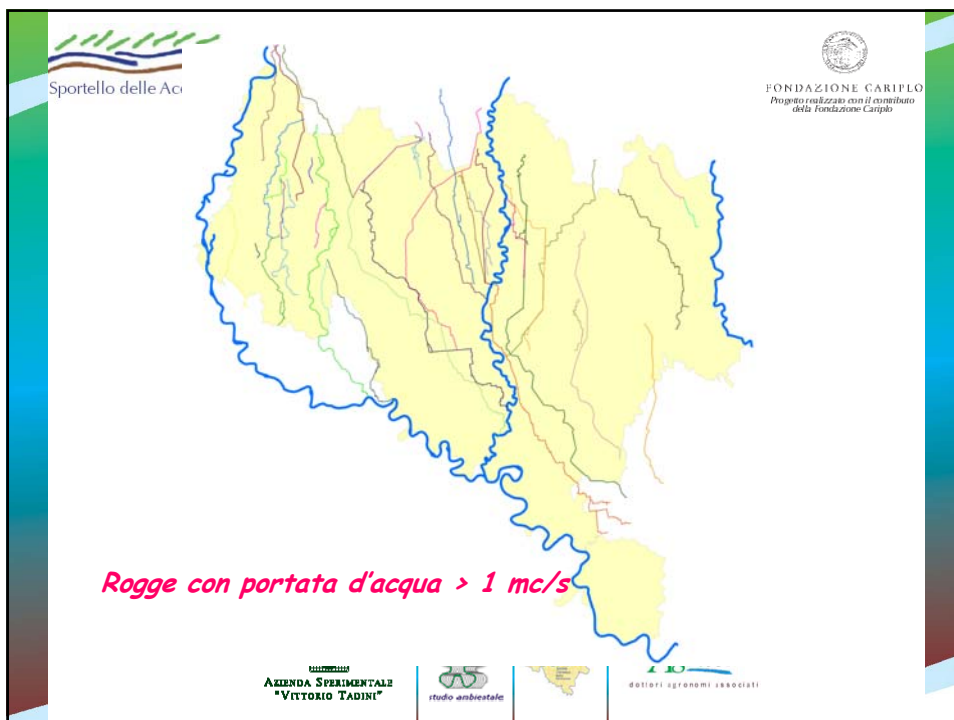 Sportello delle Ac
FONDAZIONE CARIPLO
Progetto realizzato con il contributo
della Fondazione Cariplo
Rogge con portata d'acqua > 1 mc/s
AZIENDA SPERIMENTALE
"VITTORIO TADINI"
studio ambientale
dottori agronomi associati